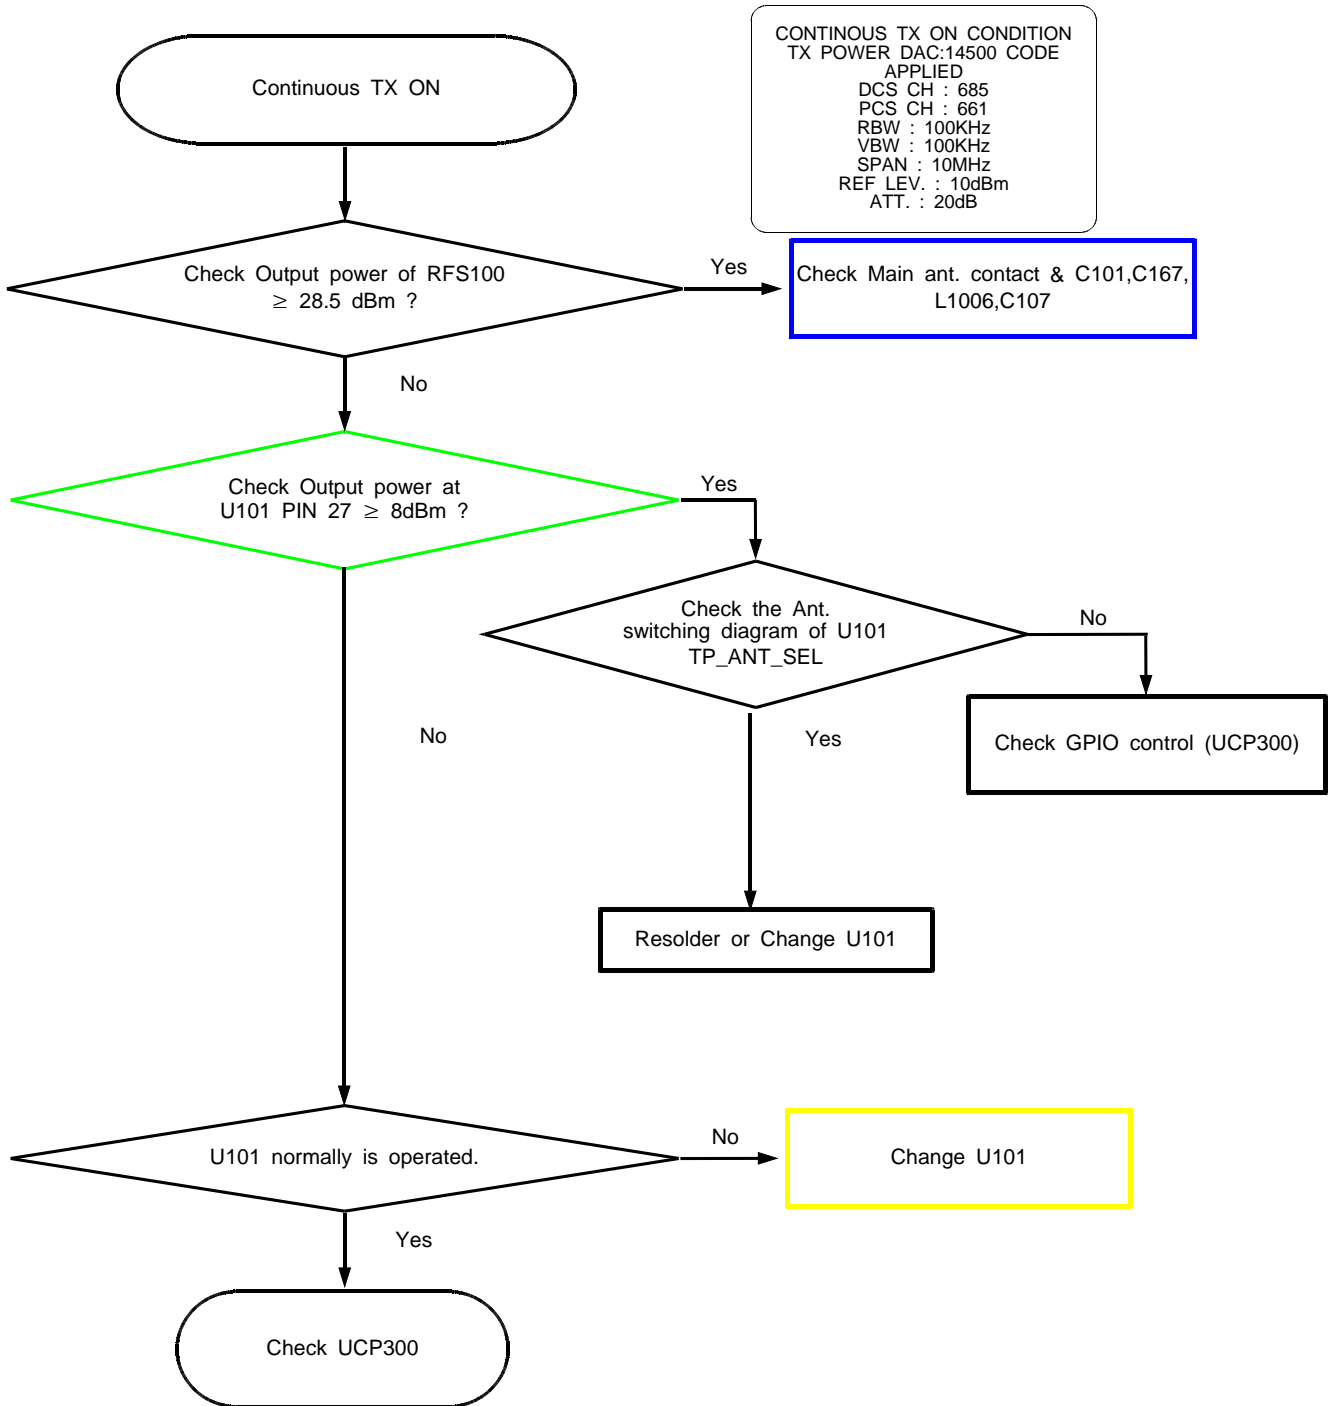 Continuous TX ON
CONTINOUS TX ON CONDITION
TX POWER DAC:14500 CODE
APPLIED
DCS CH : 685
PCS CH : 661
RBW : 100KHz
VBW : 100KHz
SPAN : 10MHz
REF LEV. : 10dBm
ATT. : 20dB
Check Output power of RFS100
≥ 28.5 dBm ?
Yes
Check Main ant. contact & C101,C167,
L1006,C107
No
Check Output power at
U101 PIN 27 ≥ 8dBm ?
Yes
Check the Ant.
switching diagram of U101
TP_ANT_SEL
No
Check GPIO control (UCP300)
No
Yes
Resolder or Change U101
U101 normally is operated.
No
Change U101
Yes
Check UCP300